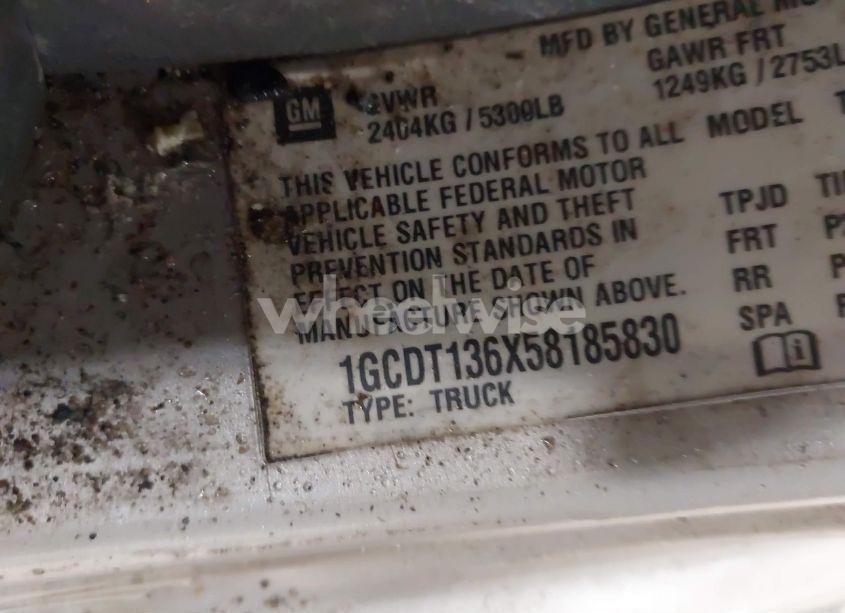 MFD BY GENERAL MO
GM
GVWR
2404KG / 5300LB
GAWR FRT
1249KG / 2753L
THIS VEHICLE CONFORMS TO ALL
APPLICABLE FEDERAL MOTOR
VEHICLE SAFETY AND THEFT
PREVENTION STANDARDS IN
EFFECT ON THE DATE OF
MANUFACTURE SHOWN ABOVE.
1GCDT136X58185830
TYPE: TRUCK
MODEL
TPJD
FRT
RR
SPA
wheelwise